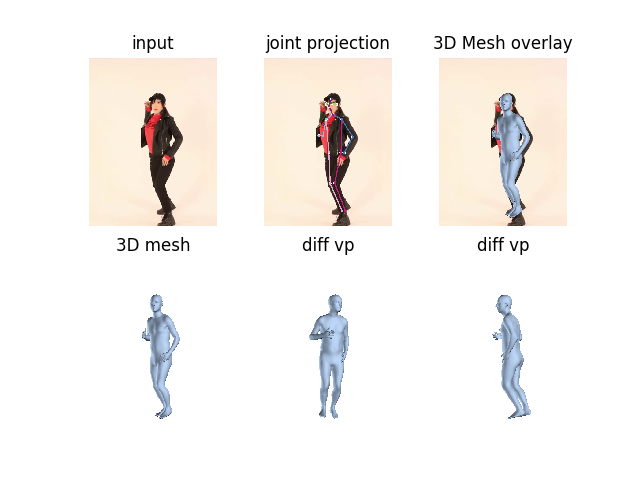 input
joint projection
3D Mesh overlay
3D mesh
diff vp
diff vp